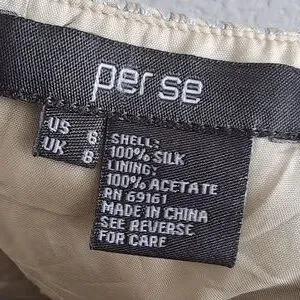 per se
US 6
UK 8
SHELL:
100% SILK
LINING:
100% ACETATE
RN 69161
MADE IN CHINA
SEE REVERSE
FOR CARE